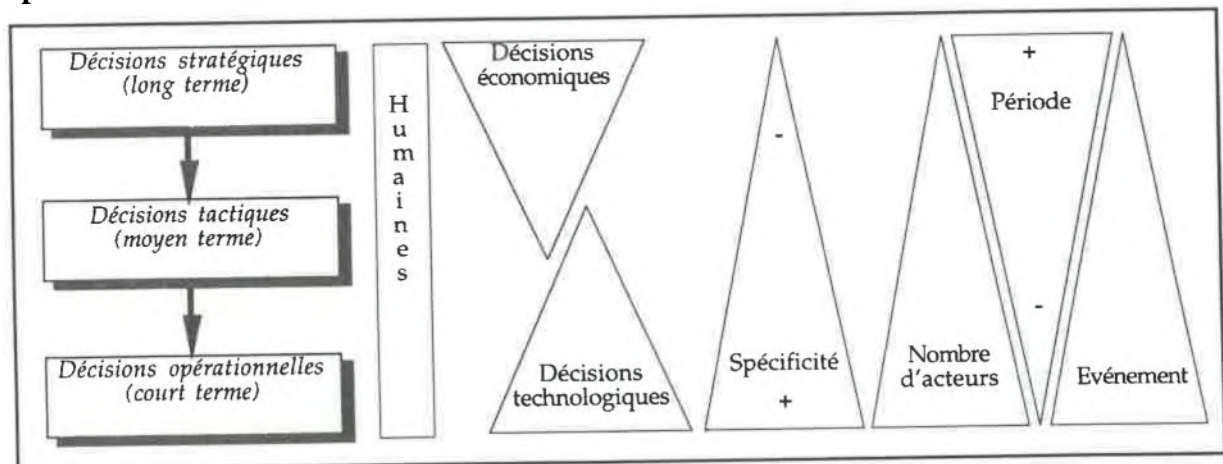 Décisions stratégiques
(long terme)
Décisions tactiques
(moyen terme)
Décisions opérationnelles
(court terme)
Humaines
Décisions
économiques
Décisions
technologiques
-
Spécificité
+
Nombre
d'acteurs
+
Période
-
Evénement